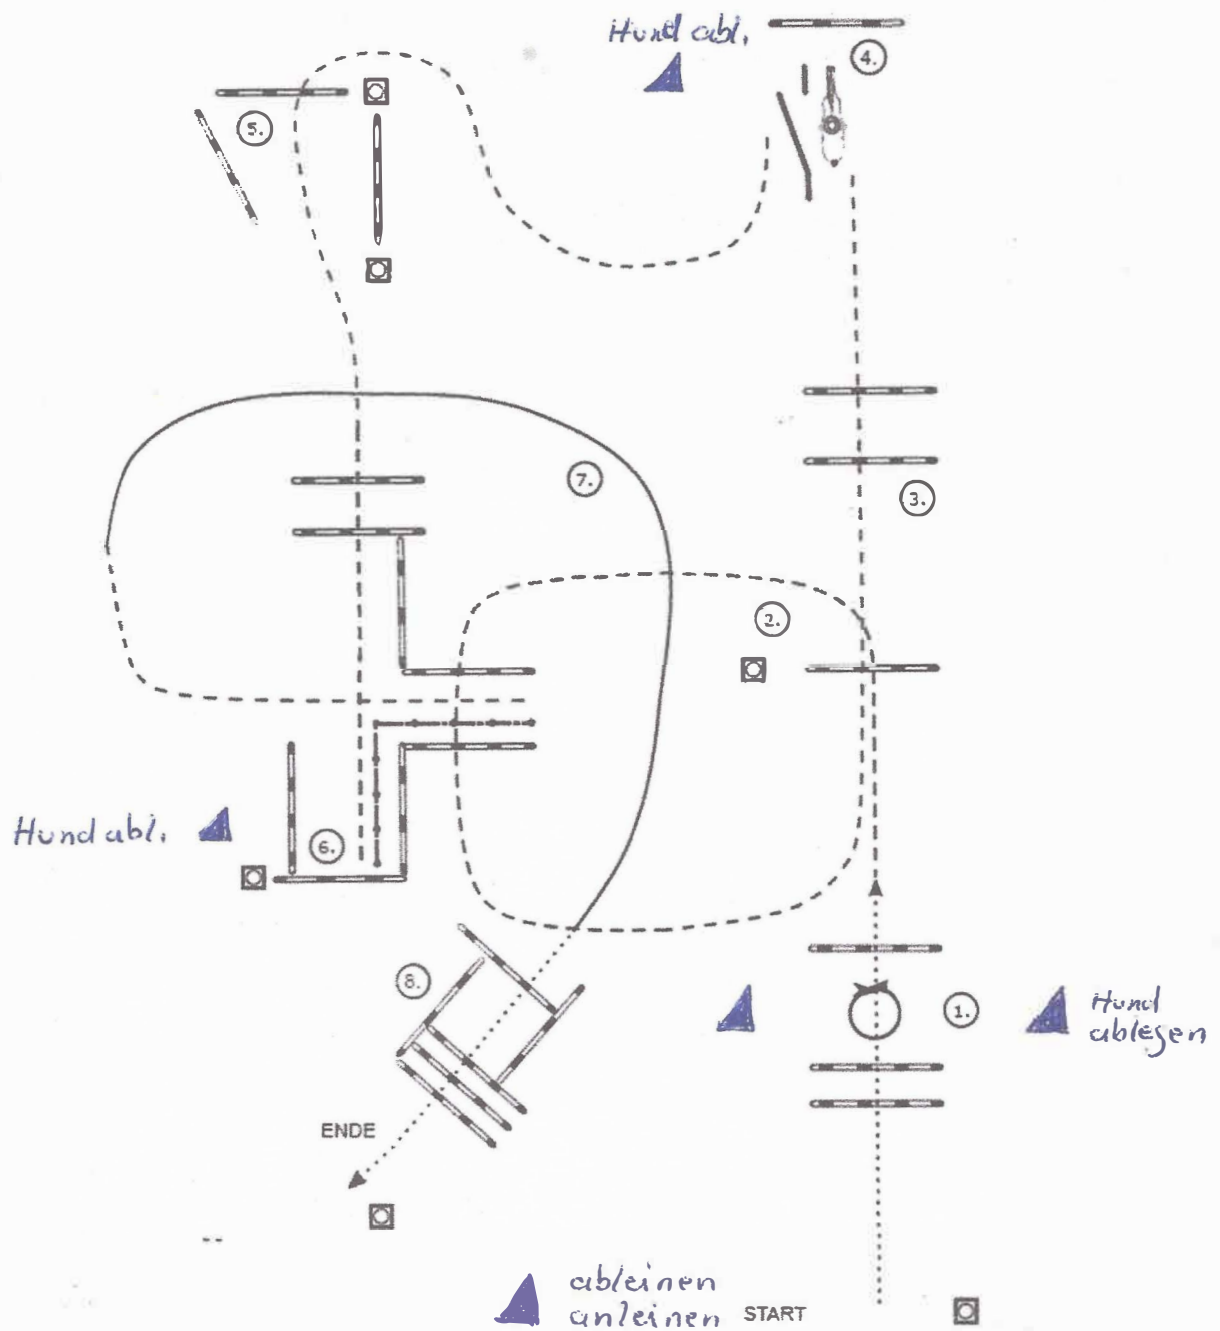 Hund abl.
4.
5.
7.
3.
2.
Hund abl.
6.
8.
1.
Hund
ablegen
ENDE
ableinen
anleinen
START